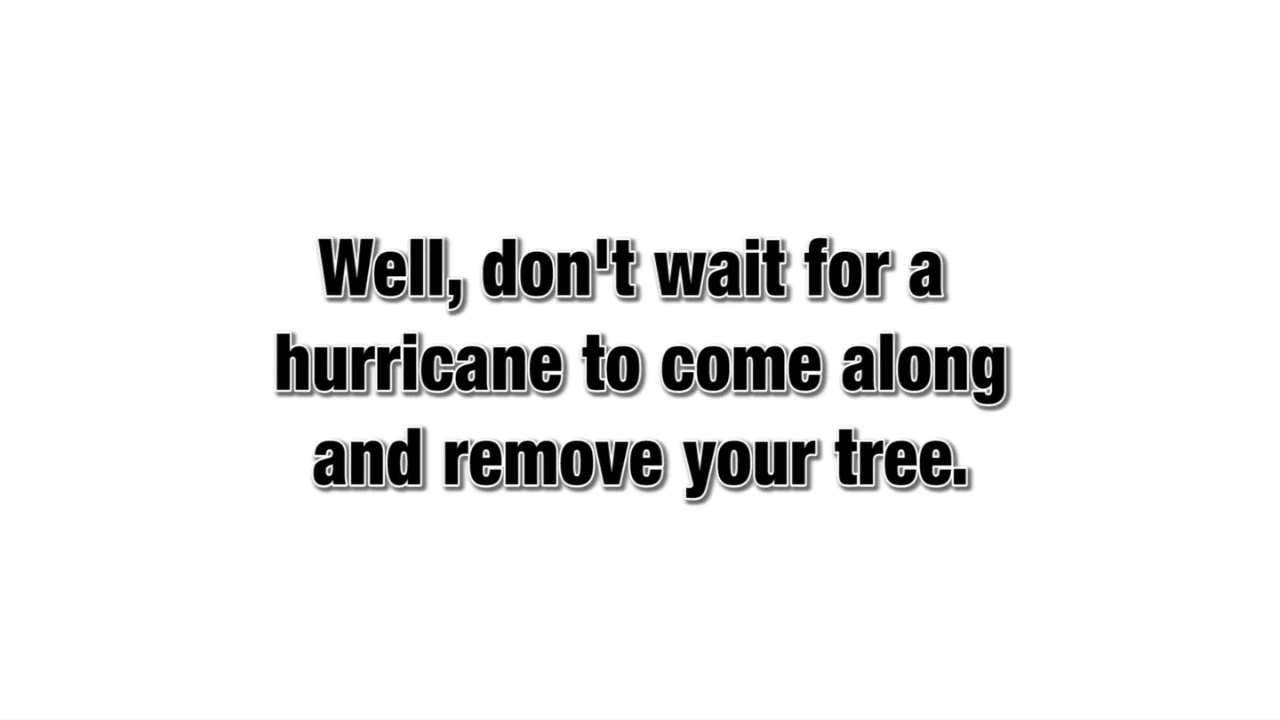 Well, don't wait for a
hurricane to come along
and remove your tree.